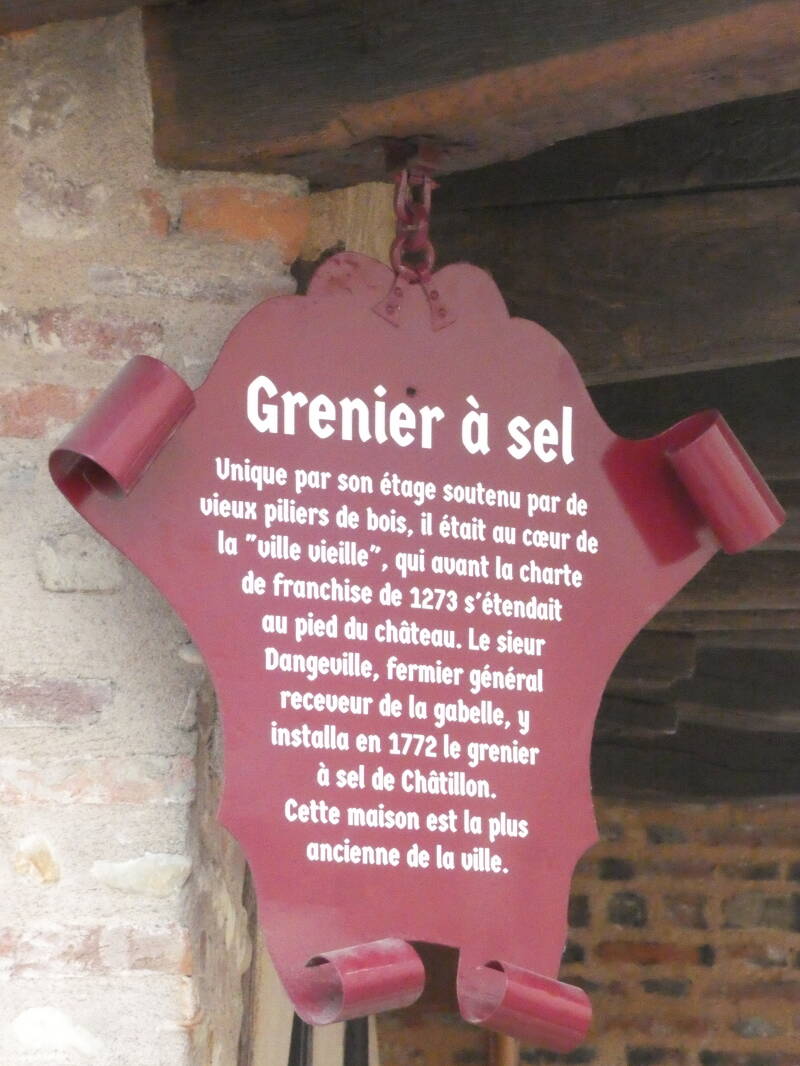 Grenier à sel
Unique par son étage soutenu par de
vieux piliers de bois, il était au cœur de
la "ville vieille", qui avant la charte
de franchise de 1273 s'étendait
au pied du château. Le sieur
Dangeville, fermier général
receveur de la gabelle, y
installa en 1772 le grenier
à sel de Châtillon.
Cette maison est la plus
ancienne de la ville.